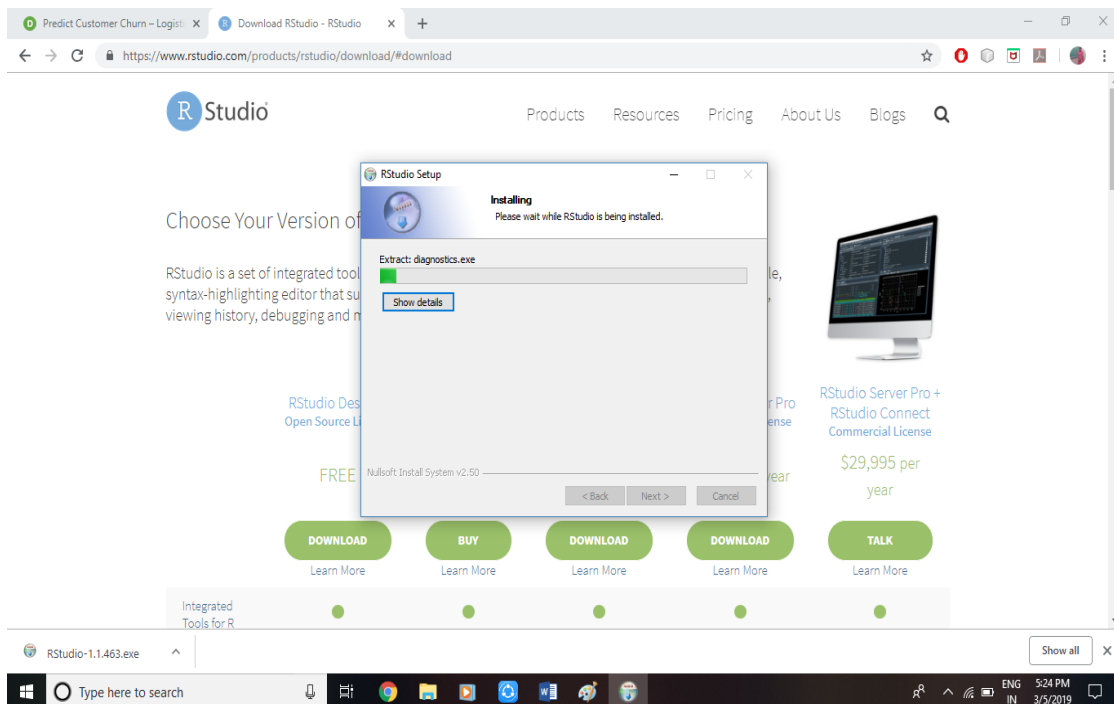 Predict Customer Churn – Logist
Download RStudio - RStudio
https://www.rstudio.com/products/rstudio/download/#download
R Studio
Products Resources Pricing About Us Blogs
RStudio Setup
Installing
Please wait while RStudio is being installed.
Choose Your Version of
Extract: diagnostics.exe
RStudio is a set of integrated tool
le,
Show details
syntax-highlighting editor that su
viewing history, debugging and m
RStudio Des
Open Source Li
FREE
r Pro
ense
year
RStudio Server Pro +
RStudio Connect
Commercial License
$29,995 per
year
Nullsoft Install System v2.50
< Back Next > Cancel
DOWNLOAD BUY DOWNLOAD DOWNLOAD TALK
Learn More Learn More Learn More Learn More Learn More
Integrated
Tools for R
RStudio-1.1.463.exe
Show all
Type here to search
ENG
IN
5:24 PM
3/5/2019